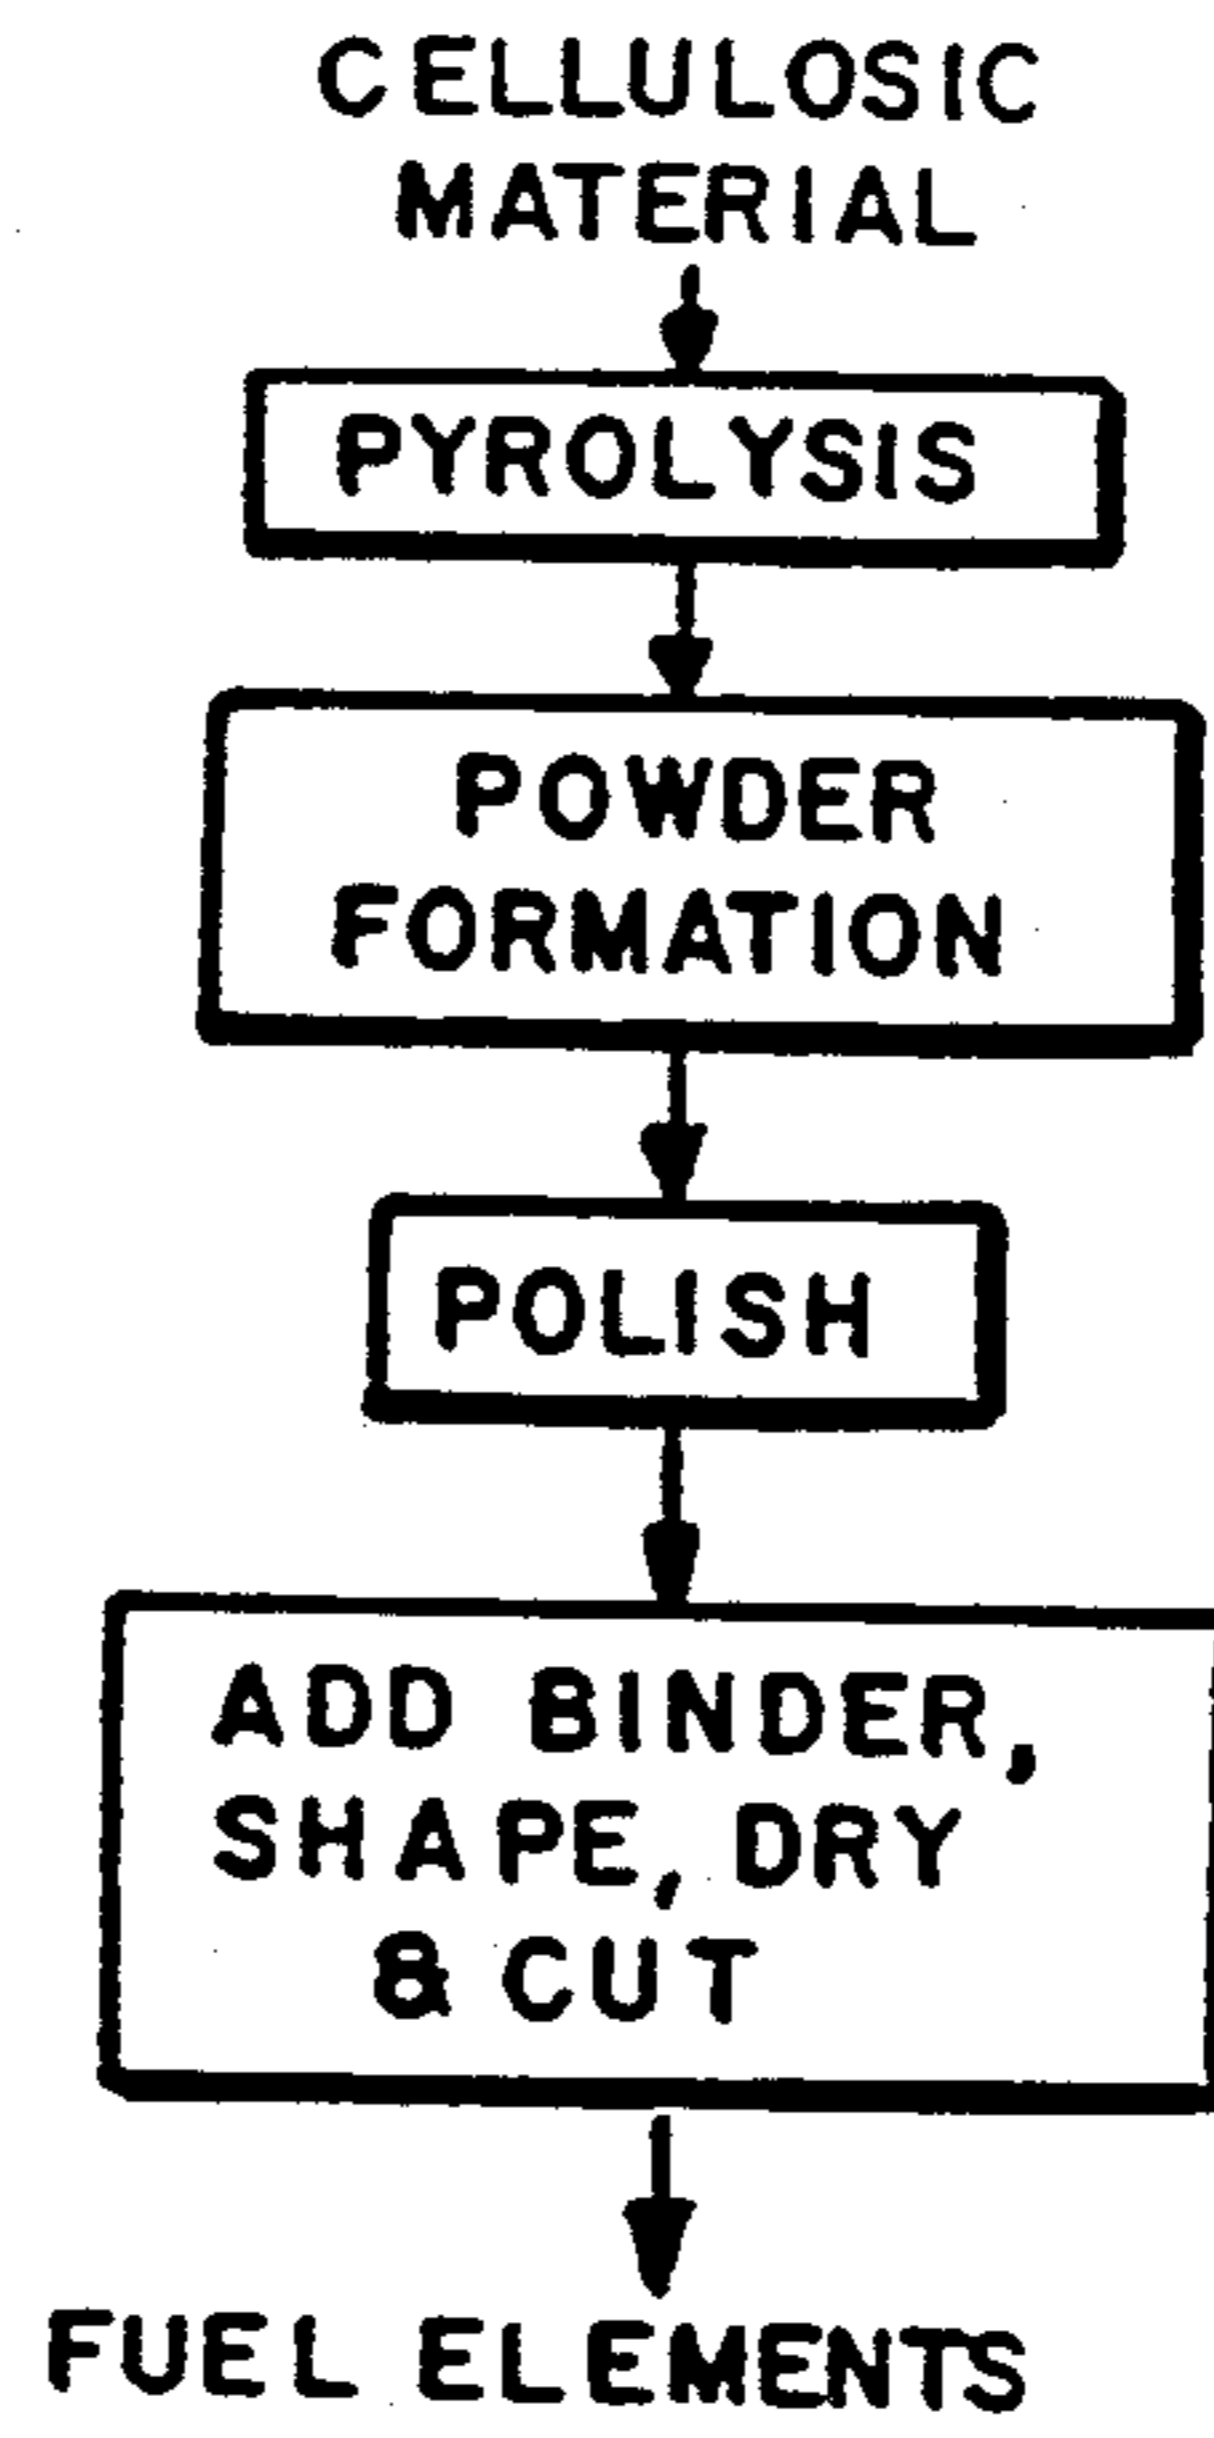 CELLULOSIC
MATERIAL
PYROLYSIS
POWDER
FORMATION
POLISH
ADD BINDER,
SHAPE, DRY
& CUT
FUEL ELEMENTS